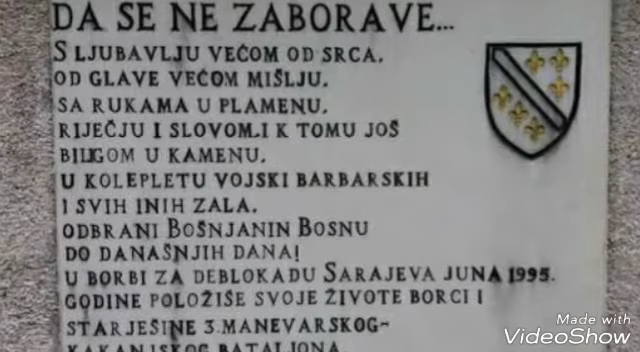 DA SE NE ZABORAVE...
S LJUBAVLJU VEĆOM OD SRCA.
OD GLAVE VEĆOM MIŠLJU.
SA RUKAMA U PLAMENU.
RIJEČJU I SLOVOM.I K TOMU JOŠ
BILIGOM U KAMENU.
U KOLEPLETU VOJSKI BARBARSKIH
I SVIH INIH ZALA.
ODBRANI BOŠNJANIN BOSNU
DO DANAŠNJIH DANA!
U BORBI ZA DEBLOKADU SARAJEVA JUNA 1995.
GODINE POLOŽIŠE SVOJE ŽIVOTE BORCI I
STARJEŠINE 3.MANEVARSKOG-
KAKANJSKOG BATALJONA
Made with
VideoShow